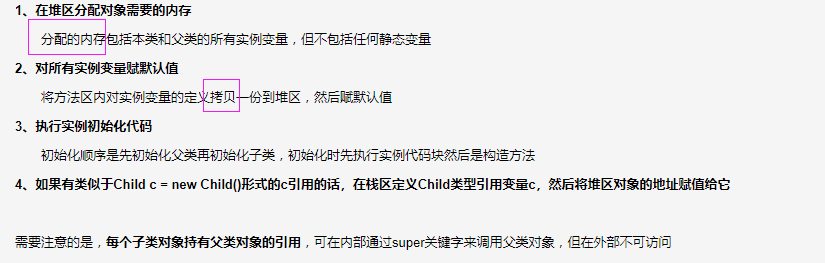 1、在堆区分配对象需要的内存
分配的内存包括本类和父类的所有实例变量，但不包括任何静态变量
2、对所有实例变量赋默认值
将方法区内对实例变量的定义拷贝一份到堆区，然后赋默认值
3、执行实例初始化代码
初始化顺序是先初始化父类再初始化子类，初始化时先执行实例代码块然后是构造方法
4、如果有类似于Child c = new Child()形式的c引用的话，在栈区定义Child类型引用变量c，然后将堆区对象的地址赋值给它
需要注意的是，每个子类对象持有父类对象的引用，可在内部通过super关键字来调用父类对象，但在外部不可访问